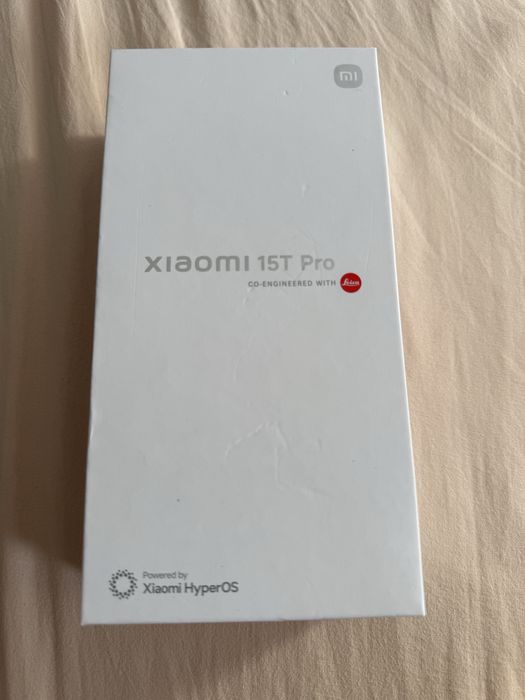 mi
xiaomi 15T Pro
CO-ENGINEERED WITH Leica
Powered by
Xiaomi HyperOS